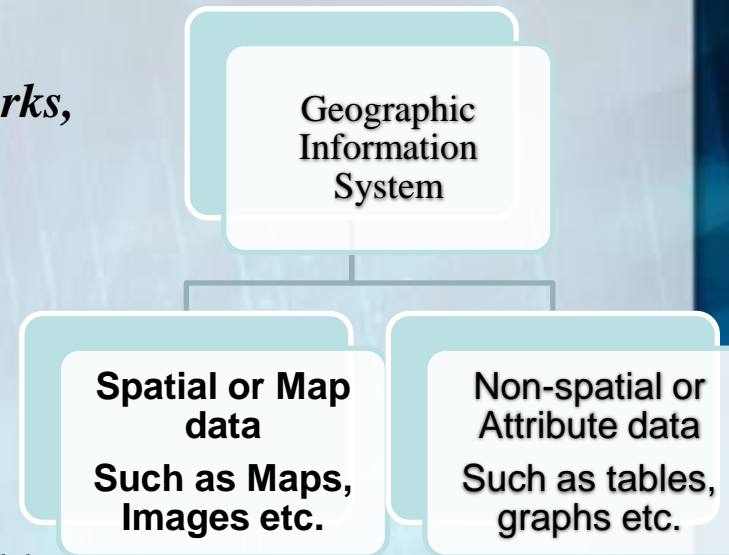 rks,
Geographic
Information
System
Spatial or Map
data
Such as Maps,
Images etc.
Non-spatial or
Attribute data
Such as tables,
graphs etc.